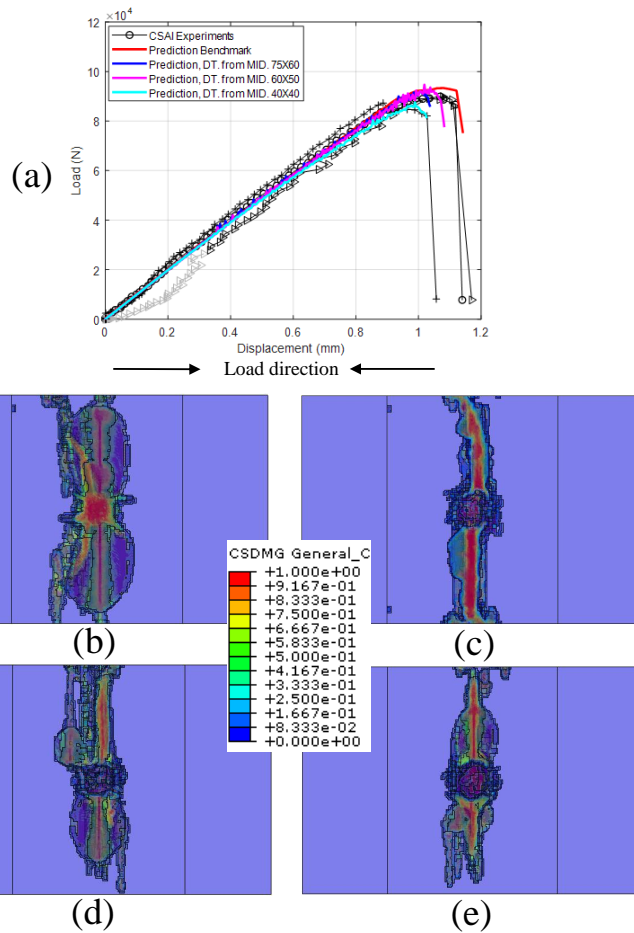 ×10⁴
12
10
8
6
4
2
0
Load (N)
CSAI Experiments
Prediction Benchmark
Prediction, DT. from MID. 75X60
Prediction, DT. from MID. 60X50
Prediction, DT. from MID. 40X40
(a)
0 0.2 0.4 0.6 0.8 1 1.2
Displacement (mm)
Load direction
(b)
(c)
CSDMG General_C
+1.000e+00
+9.167e-01
+8.333e-01
+7.500e-01
+6.667e-01
+5.833e-01
+5.000e-01
+4.167e-01
+3.333e-01
+2.500e-01
+1.667e-01
+8.333e-02
+0.000e+00
(d)
(e)